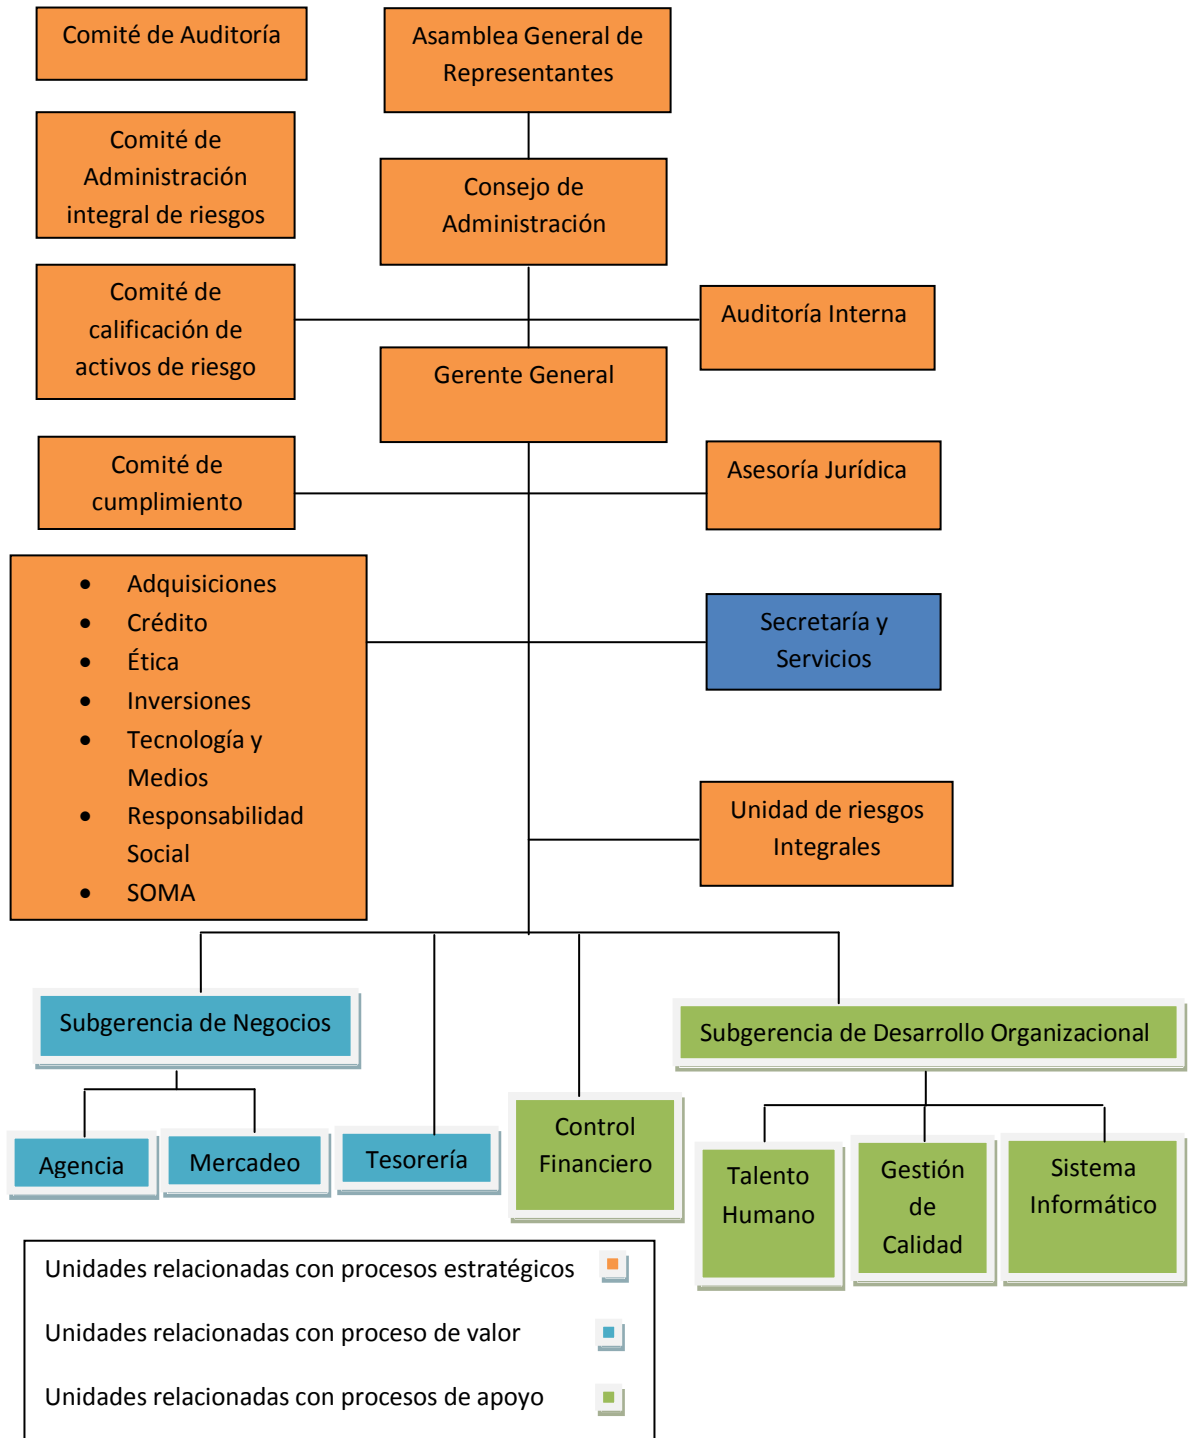 Comité de Auditoría
Asamblea General de
Representantes
Comité de
Administración
integral de riesgos
Consejo de
Administración
Comité de
calificación de
activos de riesgo
Auditoría Interna
Gerente General
Comité de
cumplimiento
Asesoría Jurídica
• Adquisiciones
• Crédito
• Ética
• Inversiones
• Tecnología y
Medios
• Responsabilidad
Social
• SOMA
Secretaría y
Servicios
Unidad de riesgos
Integrales
Subgerencia de Negocios
Subgerencia de Desarrollo Organizacional
Agencia
Mercadeo
Tesorería
Control
Financiero
Talento
Humano
Gestión
de
Calidad
Sistema
Informático
Unidades relacionadas con procesos estratégicos
Unidades relacionadas con proceso de valor
Unidades relacionadas con procesos de apoyo